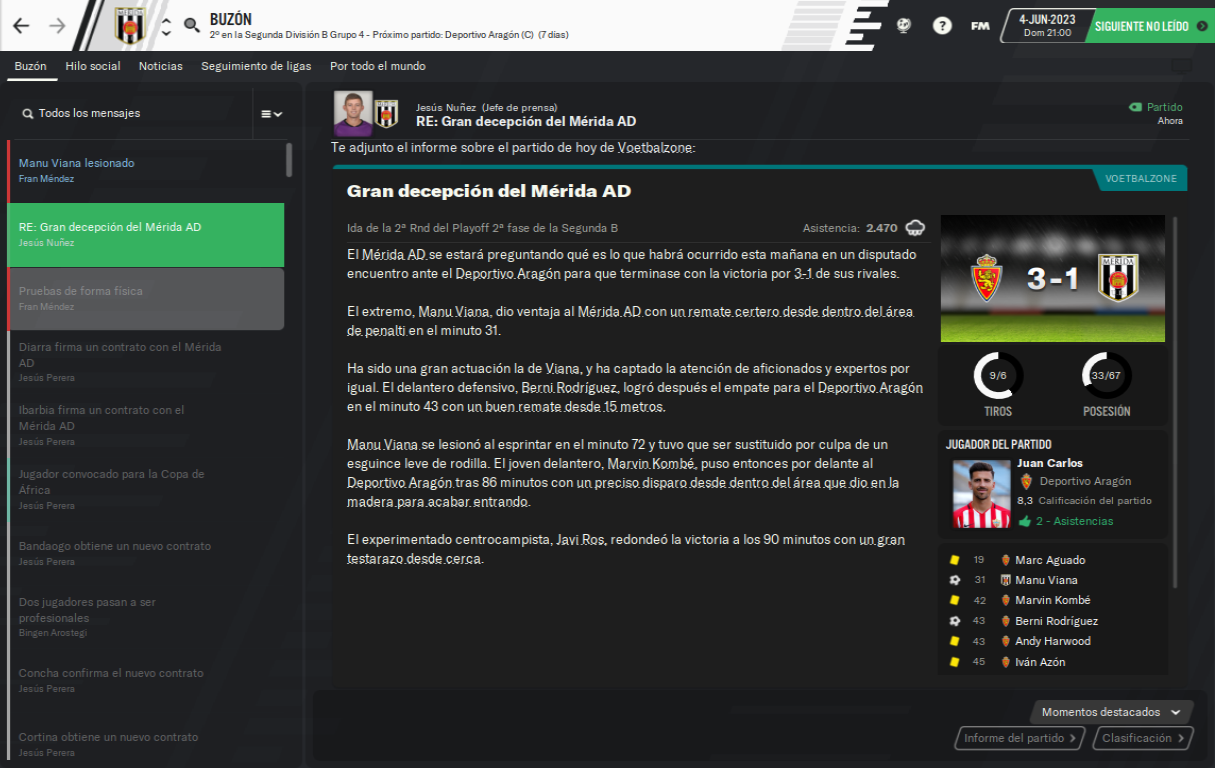 BUZÓN
2º en la Segunda División B Grupo 4 - Próximo partido: Deportivo Aragón (C) (7 días)
?
FM
4-JUN-2023
Dom 21:00
SIGUIENTE NO LEÍDO
Buzón
Hilo social
Noticias
Seguimiento de ligas
Por todo el mundo
Todos los mensajes
Manu Viana lesionado
Fran Méndez
RE: Gran decepción del Mérida AD
Jesús Nuñez
Pruebas de forma física
Fran Méndez
Diarra firma un contrato con el Mérida
AD
Jesús Perera
Ibarbia firma un contrato con el
Mérida AD
Jesús Perera
Jugador convocado para la Copa de
África
Jesús Perera
Bandaogo obtiene un nuevo contrato
Jesús Perera
Dos jugadores pasan a ser
profesionales
Bingen Arostegi
Concha confirma el nuevo contrato
Jesús Perera
Cortina obtiene un nuevo contrato
Jesús Perera
Jesús Nuñez (Jefe de prensa)
RE: Gran decepción del Mérida AD
Partido
Ahora
Te adjunto el informe sobre el partido de hoy de Voetbalzone:
VOETBALZONE
Gran decepción del Mérida AD
Ida de la 2ª Rnd del Playoff 2ª fase de la Segunda B
Asistencia: 2.470
El Mérida AD se estará preguntando qué es lo que habrá ocurrido esta mañana en un disputado
encuentro ante el Deportivo Aragón para que terminase con la victoria por 3-1 de sus rivales.
El extremo, Manu Viana, dio ventaja al Mérida AD con un remate certero desde dentro del área
de penalti en el minuto 31.
Ha sido una gran actuación la de Viana, y ha captado la atención de aficionados y expertos por
igual. El delantero defensivo, Berni Rodríguez, logró después el empate para el Deportivo Aragón
en el minuto 43 con un buen remate desde 15 metros.
Manu Viana se lesionó al esprintar en el minuto 72 y tuvo que ser sustituido por culpa de un
esguince leve de rodilla. El joven delantero, Marvin Kombé, puso entonces por delante al
Deportivo Aragón tras 86 minutos con un preciso disparo desde dentro del área que dio en la
madera para acabar entrando.
El experimentado centrocampista, Javi Ros, redondeó la victoria a los 90 minutos con un gran
testarazo desde cerca.
3-1
MÉRIDA
9/6
TIROS
33/67
POSESIÓN
JUGADOR DEL PARTIDO
Juan Carlos
Deportivo Aragón
8,3 Calificación del partido
2 - Asistencias
19 Marc Aguado
31 Manu Viana
42 Marvin Kombé
43 Berni Rodríguez
43 Andy Harwood
45 Iván Azón
Momentos destacados
Informe del partido
Clasificación